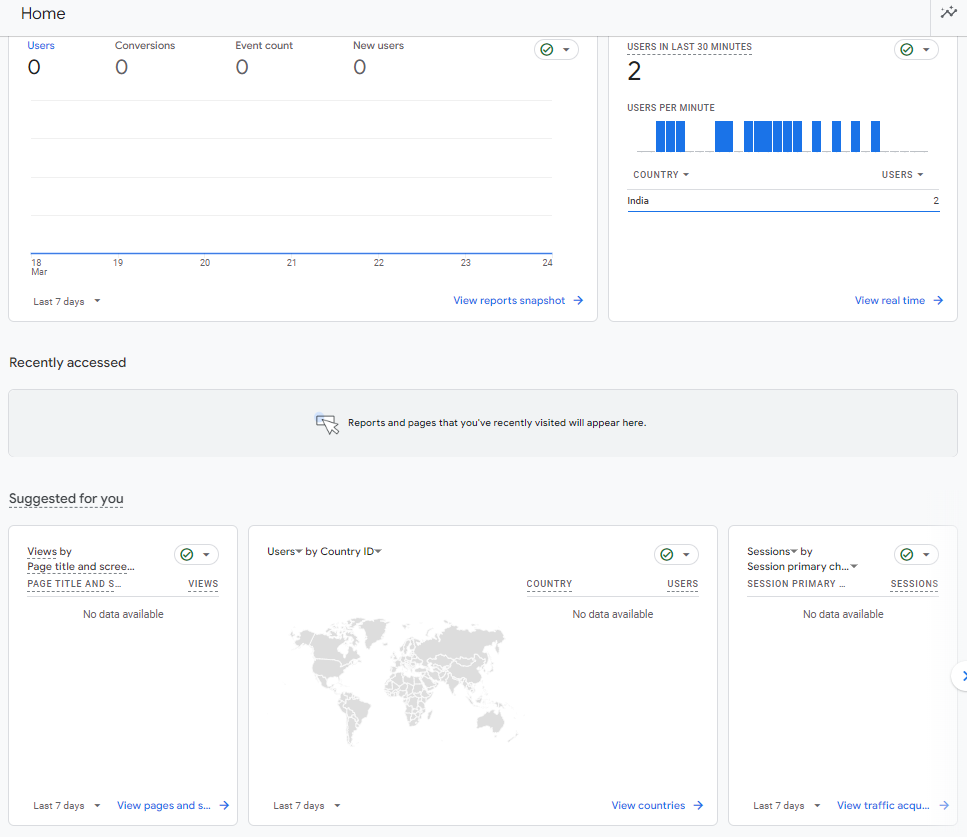 Home
Users Conversions Event count New users
0 0 0 0
18 19 20 21 22 23 24
Mar
Last 7 days View reports snapshot
USERS IN LAST 30 MINUTES
2
USERS PER MINUTE
COUNTRY USERS
India 2
View real time
Recently accessed
Reports and pages that you've recently visited will appear here.
Suggested for you
Views by
Page title and scree...
PAGE TITLE AND S... VIEWS
No data available
Last 7 days View pages and s...
Users by Country ID
COUNTRY USERS
No data available
Last 7 days View countries
Sessions by
Session primary ch...
SESSION PRIMARY ... SESSIONS
No data available
Last 7 days View traffic acqu...